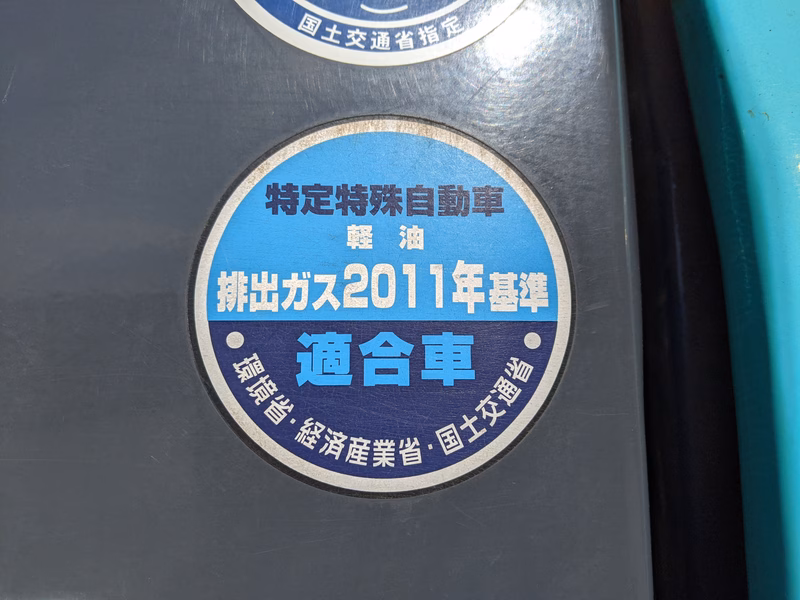 国土交通省指定
特定特殊自動車
軽 油
排出ガス2011年基準
適合車
環境省・経済産業省・国土交通省